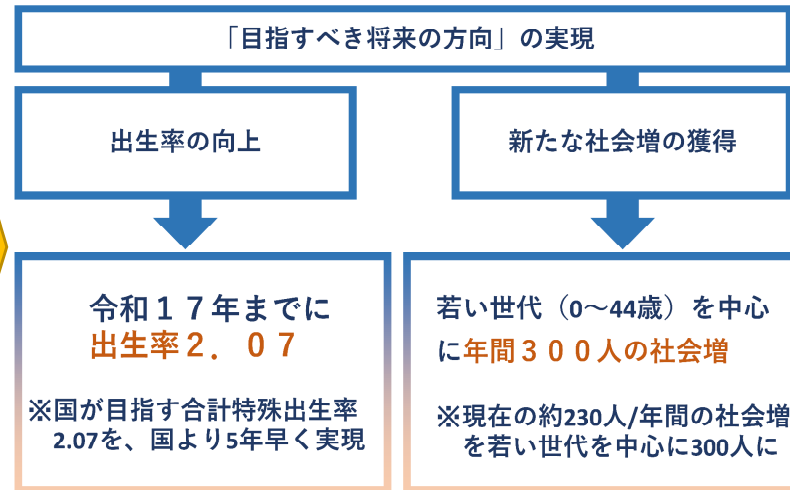 「目指すべき将来の方向」の実現
出生率の向上
新たな社会増の獲得
令和１７年までに
出生率２．０７
※国が目指す合計特殊出生率
2.07を、国より5年早く実現
若い世代（0～44歳）を中心
に年間３００人の社会増
※現在の約230人/年間の社会増
を若い世代を中心に300人に